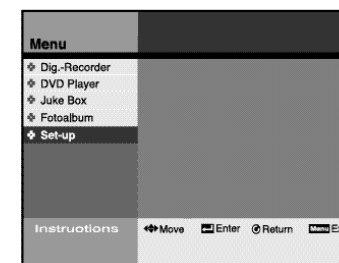 Menu
Dig.-Recorder
DVD Player
Juke Box
Fotoalbum
Set-up
Instructions Move Enter Return Menu E